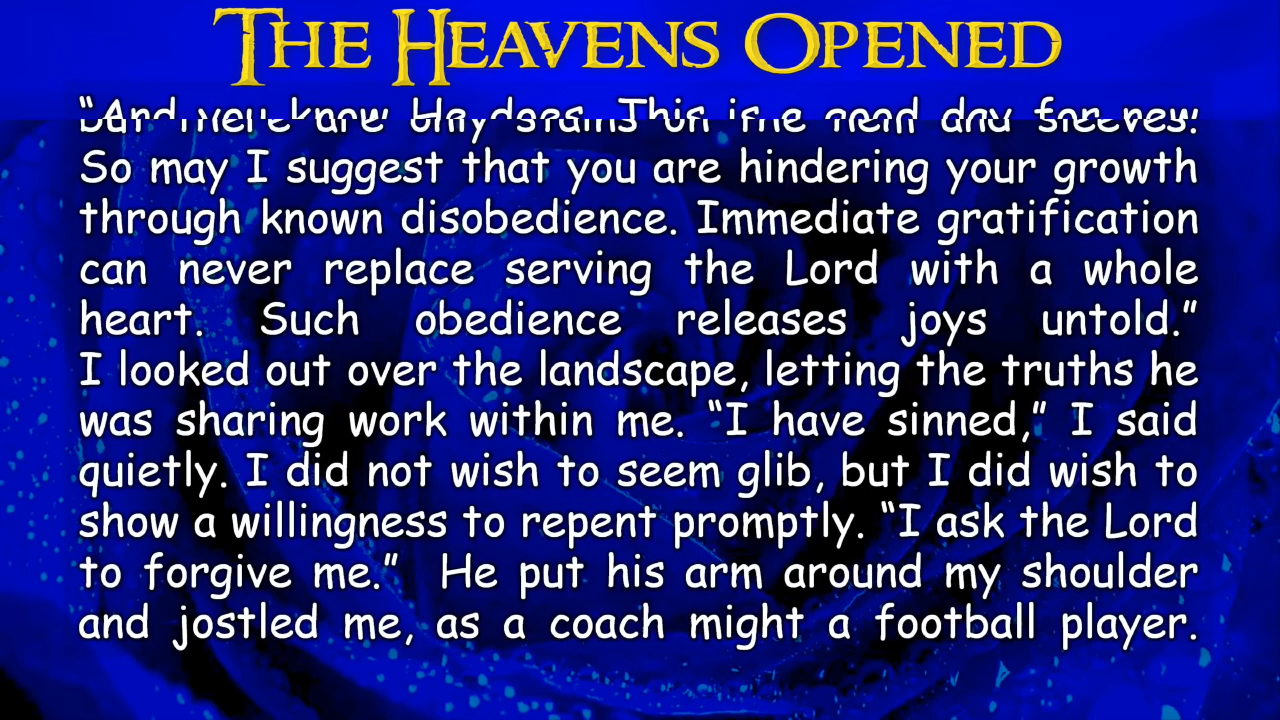 THE HEAVENS OPENED
So may I suggest that you are hindering your growth
through known disobedience. Immediate gratification
can never replace serving the Lord with a whole
heart. Such obedience releases joys untold.”
I looked out over the landscape, letting the truths he
was sharing work within me. “I have sinned,” I said
quietly. I did not wish to seem glib, but I did wish to
show a willingness to repent promptly. “I ask the Lord
to forgive me.” He put his arm around my shoulder
and jostled me, as a coach might a football player.